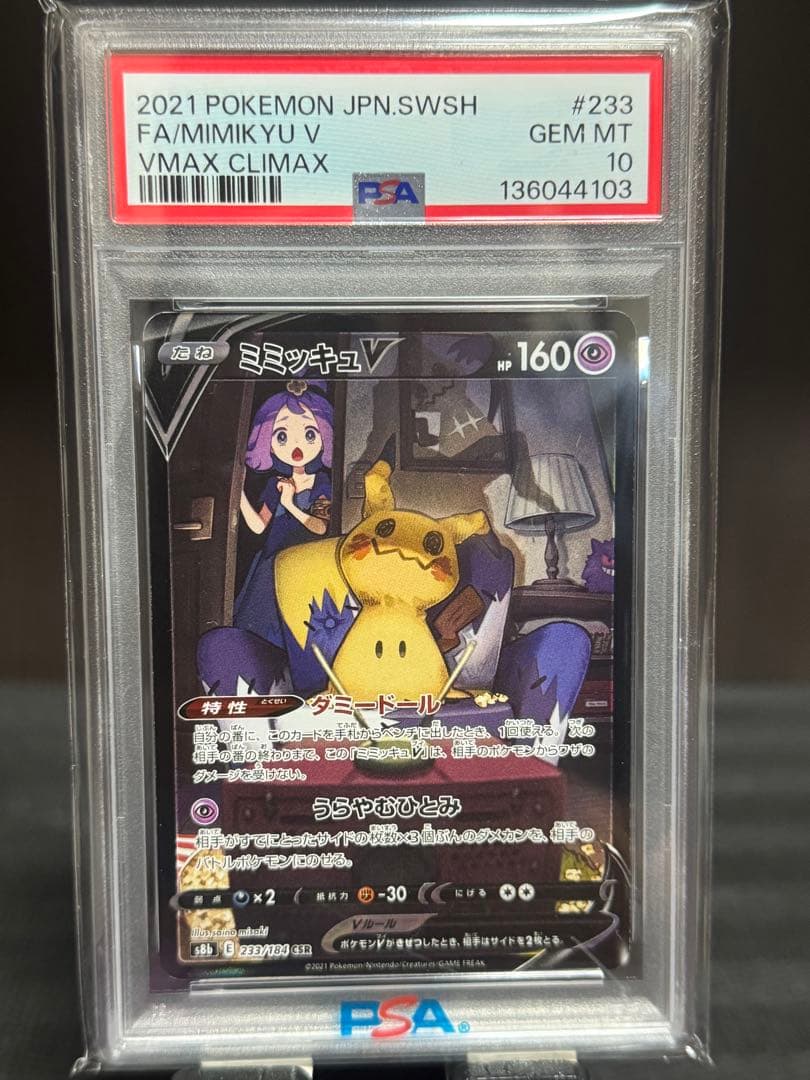 2021 POKEMON JPN.SWSH #233
FA/MIMIKYU V GEM MT
VMAX CLIMAX 10
PSA 136044103
たね ミミッキュV HP 160
特性 とくせい ダミードール
自分の番に、このカードを手札からベンチに出したとき、1回使える。次の
相手の番の終わりまで、この「ミミッキュV」は、相手のポケモンからワザの
ダメージを受けない。
うらやむひとみ
相手がすでにとったサイドの枚数×3個ぶんのダメカンを、相手の
バトルポケモンにのせる。
弱点 ×2 抵抗力 -30 にげる
Illus. saino misaki
Vルール
ポケモンVがきぜつしたとき、相手はサイドを2枚とる。
s8b E 233/184 CSR
©2021 Pokémon/Nintendo/Creatures/GAME FREAK.
PSA®